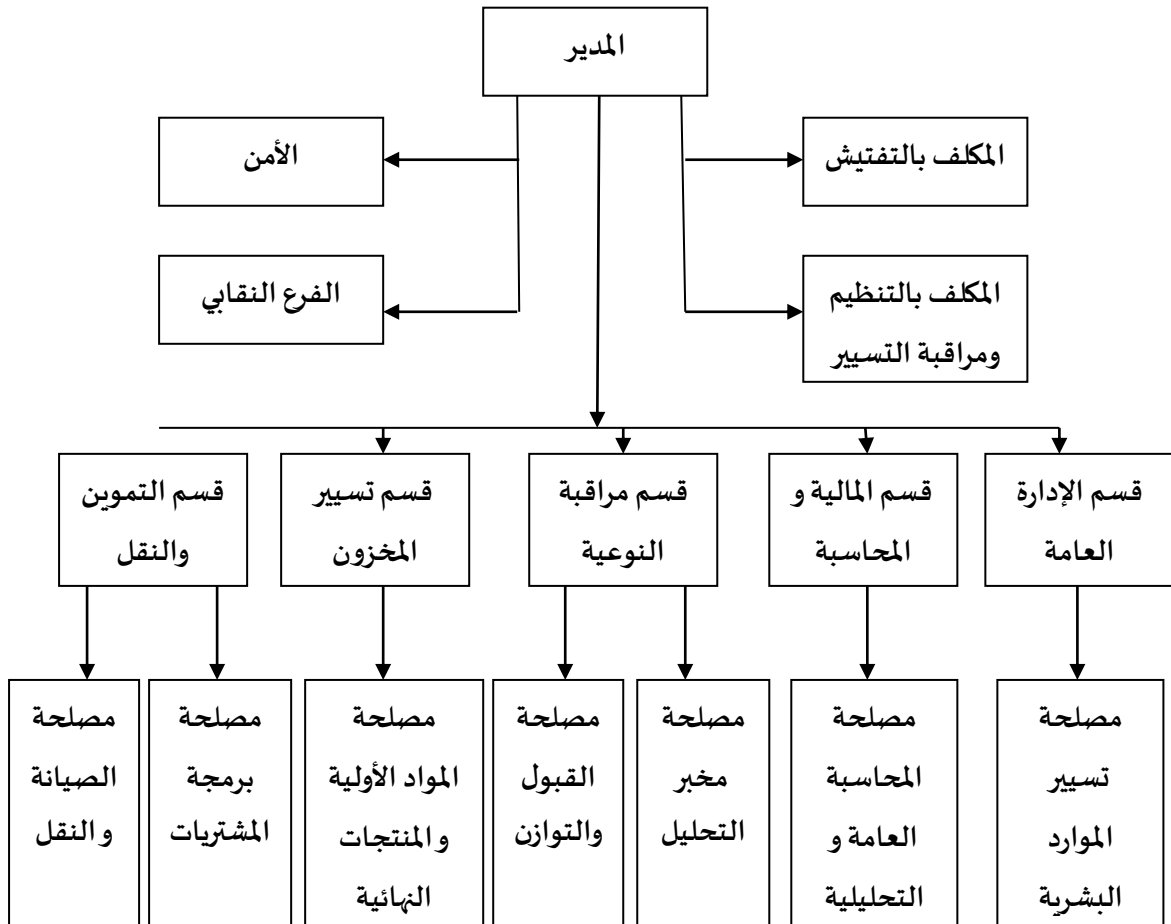 المدير
المكلف بالتفتيش
الأمن
المكلف بالتنظيم
ومراقبة التسيير
الفرع النقابي
قسم الإدارة
العامة
قسم المالية و
المحاسبة
قسم مراقبة
النوعية
قسم تسيير
المخزون
قسم التموين
والنقل
مصلحة
تسيير
الموارد
البشرية
مصلحة
المحاسبة
العامة و
التحليلية
مصلحة
مخبر
التحليل
مصلحة
القبول
والتوازن
مصلحة
المواد الأولية
و المنتجات
النهائية
مصلحة
برمجة
المشتريات
مصلحة
الصيانة
و النقل